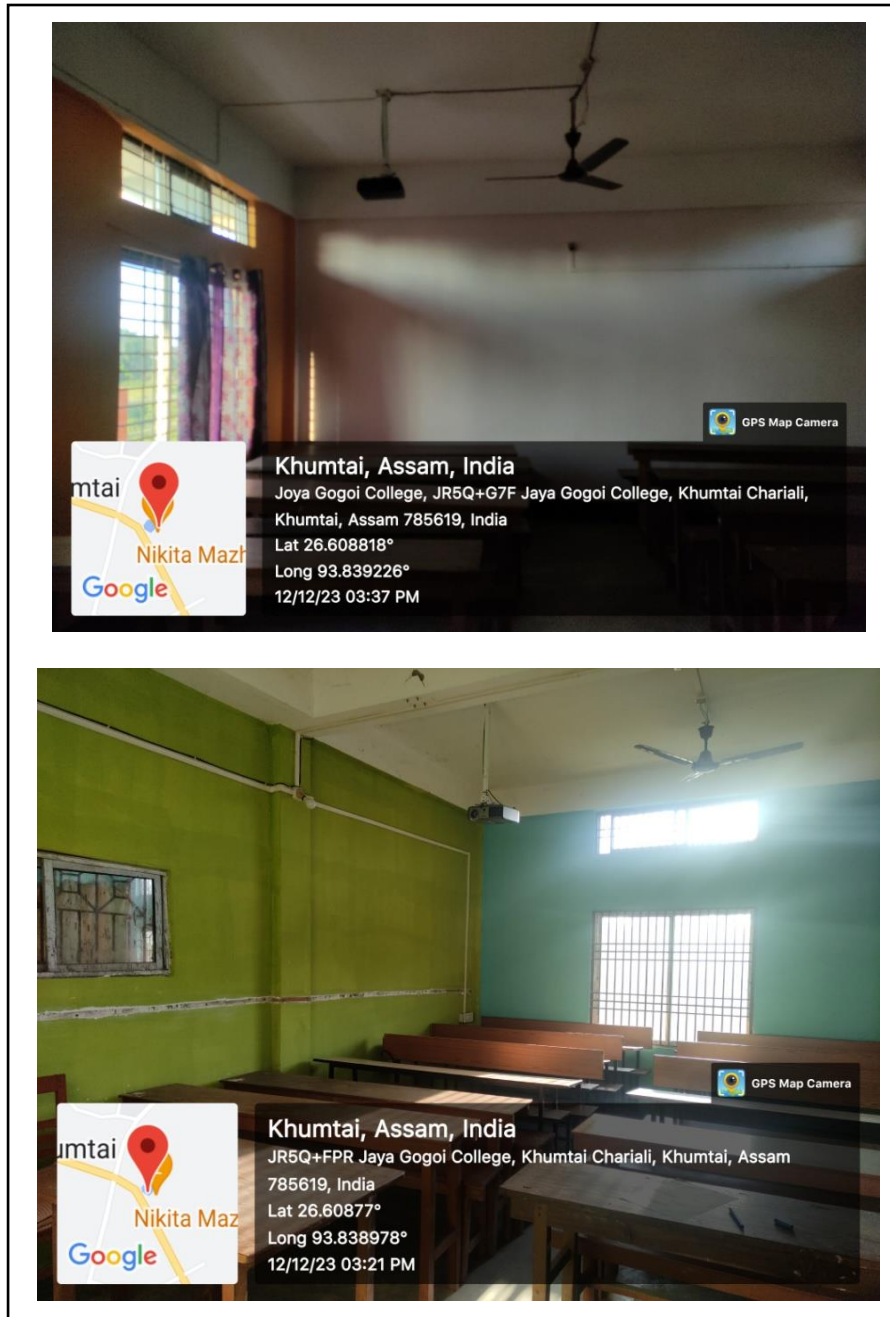 GPS Map Camera
mtai
Nikita Mazh
Google
Khumtai, Assam, India
Joya Gogoi College, JR5Q+G7F Jaya Gogoi College, Khumtai Chariali,
Khumtai, Assam 785619, India
Lat 26.608818°
Long 93.839226°
12/12/23 03:37 PM
GPS Map Camera
umtai
Nikita Maz
Google
Khumtai, Assam, India
JR5Q+FPR Jaya Gogoi College, Khumtai Chariali, Khumtai, Assam
785619, India
Lat 26.60877°
Long 93.838978°
12/12/23 03:21 PM